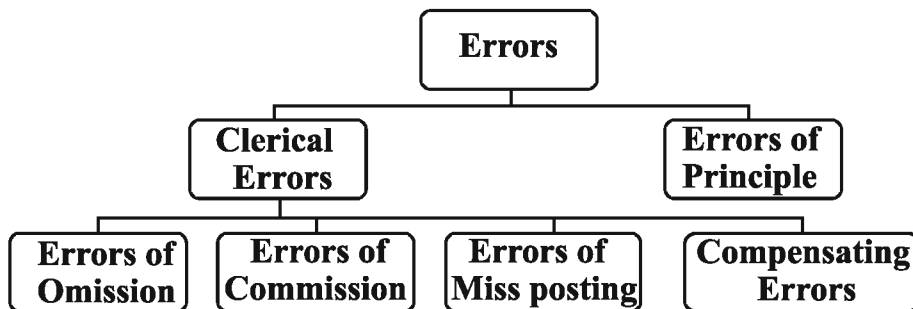 Errors
Clerical
Errors
Errors of
Principle
Errors of
Omission
Errors of
Commission
Errors of
Miss posting
Compensating
Errors